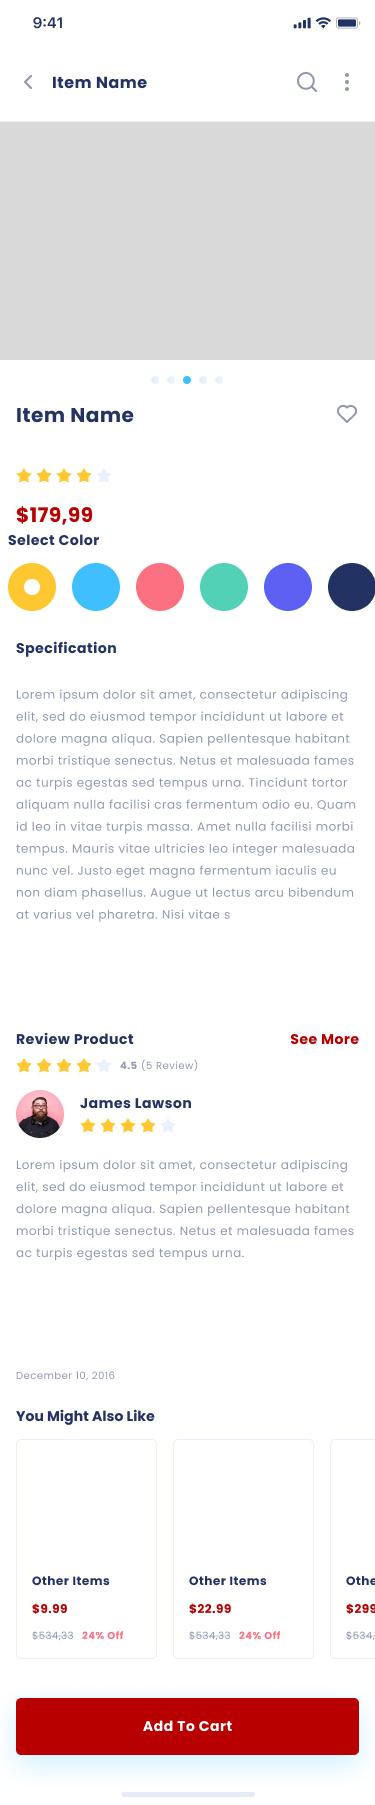 9:41
Item Name
Item Name
$179,99
Select Color
Specification
Lorem ipsum dolor sit amet, consectetur adipiscing
elit, sed do eiusmod tempor incididunt ut labore et
dolore magna aliqua. Sapien pellentesque habitant
morbi tristique senectus. Netus et malesuada fames
ac turpis egestas sed tempus urna. Tincidunt tortor
aliquam nulla facilisi cras fermentum odio eu. Quam
id leo in vitae turpis massa. Amet nulla facilisi morbi
tempus. Mauris vitae ultricies leo integer malesuada
nunc vel. Justo eget magna fermentum iaculis eu
non diam phasellus. Augue ut lectus arcu bibendum
at varius vel pharetra. Nisi vitae s
Review Product See More
4.5 (5 Review)
James Lawson
Lorem ipsum dolor sit amet, consectetur adipiscing
elit, sed do eiusmod tempor incididunt ut labore et
dolore magna aliqua. Sapien pellentesque habitant
morbi tristique senectus. Netus et malesuada fames
ac turpis egestas sed tempus urna.
December 10, 2016
You Might Also Like
Other Items
$9.99
$534,33 24% Off
Other Items
$22.99
$534,33 24% Off
Othe
$299
$534,
Add To Cart